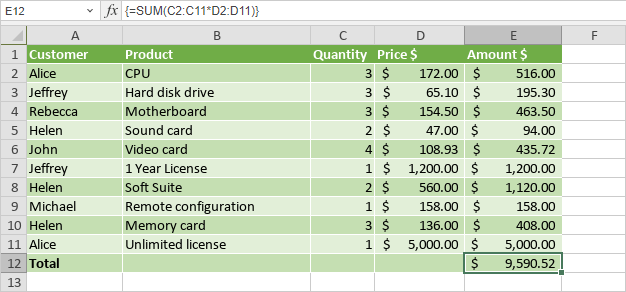 E12 fx {=SUM(C2:C11*D2:D11)}
A B C D E F
1 Customer Product Quantity Price $ Amount $
2 Alice CPU 3 $ 172.00 $ 516.00
3 Jeffrey Hard disk drive 3 $ 65.10 $ 195.30
4 Rebecca Motherboard 3 $ 154.50 $ 463.50
5 Helen Sound card 2 $ 47.00 $ 94.00
6 John Video card 4 $ 108.93 $ 435.72
7 Jeffrey 1 Year License 1 $ 1,200.00 $ 1,200.00
8 Helen Soft Suite 2 $ 560.00 $ 1,120.00
9 Michael Remote configuration 1 $ 158.00 $ 158.00
10 Helen Memory card 3 $ 136.00 $ 408.00
11 Alice Unlimited license 1 $ 5,000.00 $ 5,000.00
12 Total $ 9,590.52
13